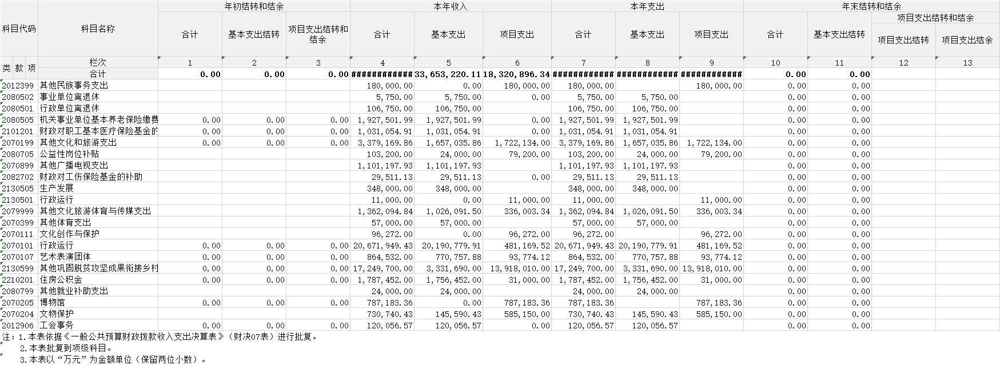 年初结转和结余 本年收入 本年支出 年末结转和结余
科目代码 科目名称 合计 基本支出结转 项目支出结转和结余 合计 基本支出 项目支出 合计 基本支出 项目支出 合计 基本支出结转 项目支出结转和结余
项目支出结转 项目支出结余
类 款 项 栏次 1 2 3 4 5 6 7 8 9 10 11 12 13
合计 0.00 0.00 0.00 ############ 33,653,220.11 18,320,896.34 ############ ############ ############ 0.00 0.00
2012399 其他民族事务支出 180,000.00 0.00 180,000.00 180,000.00 180,000.00 0.00 0.00
2080502 事业单位离退休 5,750.00 5,750.00 0.00 5,750.00 5,750.00 0.00 0.00
2080501 行政单位离退休 106,750.00 106,750.00 106,750.00 106,750.00 0.00 0.00
2080505 机关事业单位基本养老保险缴费 0.00 0.00 0.00 1,927,501.99 1,927,501.99 0.00 1,927,501.99 1,927,501.99 0.00 0.00
2101201 财政对职工基本医疗保险基金的 0.00 0.00 0.00 1,031,054.91 1,031,054.91 0.00 1,031,054.91 1,031,054.91 0.00 0.00
2070199 其他文化和旅游支出 0.00 0.00 0.00 3,379,169.86 1,657,035.86 1,722,134.00 3,379,169.86 1,657,035.86 1,722,134.00 0.00 0.00
2080705 公益性岗位补贴 103,200.00 24,000.00 79,200.00 103,200.00 24,000.00 79,200.00 0.00 0.00
2070899 其他广播电视支出 1,101,197.93 1,101,197.93 1,101,197.93 1,101,197.93 0.00 0.00
2082702 财政对工伤保险基金的补助 29,511.13 29,511.13 0.00 29,511.13 29,511.13 0.00 0.00
2130505 生产发展 348,000.00 348,000.00 348,000.00 348,000.00 0.00 0.00
2130501 行政运行 11,000.00 0.00 11,000.00 11,000.00 11,000.00 0.00 0.00
2079999 其他文化旅游体育与传媒支出 1,362,094.84 1,026,091.50 336,003.34 1,362,094.84 1,026,091.50 336,003.34 0.00 0.00
2070399 其他体育支出 57,000.00 57,000.00 57,000.00 57,000.00 0.00 0.00
2070111 文化创作与保护 96,272.00 0.00 96,272.00 96,272.00 96,272.00 0.00 0.00
2070101 行政运行 0.00 0.00 0.00 20,671,949.43 20,190,779.91 481,169.52 20,671,949.43 20,190,779.91 481,169.52 0.00 0.00
2070107 艺术表演团体 0.00 0.00 0.00 864,532.00 770,757.88 93,774.12 864,532.00 770,757.88 93,774.12 0.00 0.00
2130599 其他巩固脱贫攻坚成果衔接乡村 0.00 0.00 0.00 17,249,700.00 3,331,690.00 13,918,010.00 17,249,700.00 3,331,690.00 13,918,010.00 0.00 0.00
2210201 住房公积金 0.00 0.00 0.00 1,787,452.00 1,756,452.00 31,000.00 1,787,452.00 1,756,452.00 31,000.00 0.00 0.00
2080799 其他就业补助支出 24,000.00 24,000.00 24,000.00 24,000.00 0.00 0.00
2070205 博物馆 0.00 0.00 0.00 787,183.36 0.00 787,183.36 787,183.36 787,183.36 0.00 0.00
2070204 文物保护 730,740.43 145,590.43 585,150.00 730,740.43 145,590.43 585,150.00 0.00 0.00
2012906 工会事务 0.00 0.00 0.00 120,056.57 120,056.57 0.00 120,056.57 120,056.57 0.00 0.00
注：1.本表依据《一般公共预算财政拨款收入支出决算表》（财决07表）进行批复。
2.本表批复到项级科目。
3.本表以“万元”为金额单位（保留两位小数）。